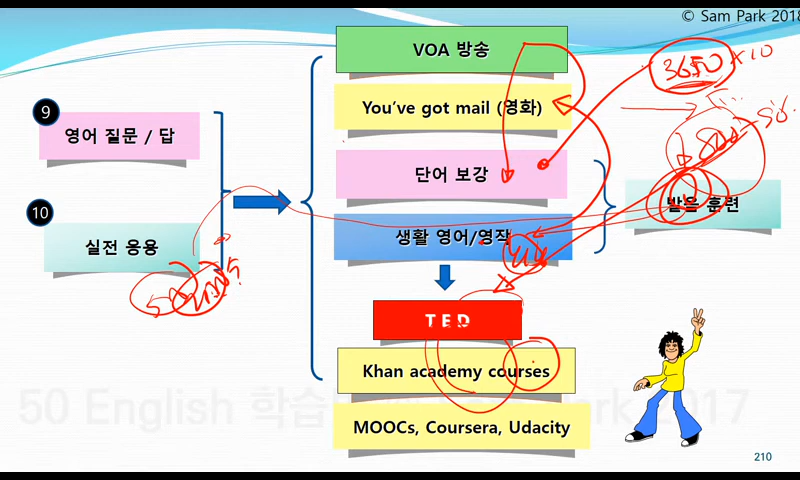 © Sam Park 2018
VOA 방송
You've got mail (영화)
3650 x 10
9
영어 질문 / 답
단어 보강
발음 훈련
10
실전 응용
생활 영어/영작
TED
Khan academy courses
MOOCs, Coursera, Udacity
50 English 학습
2017
210